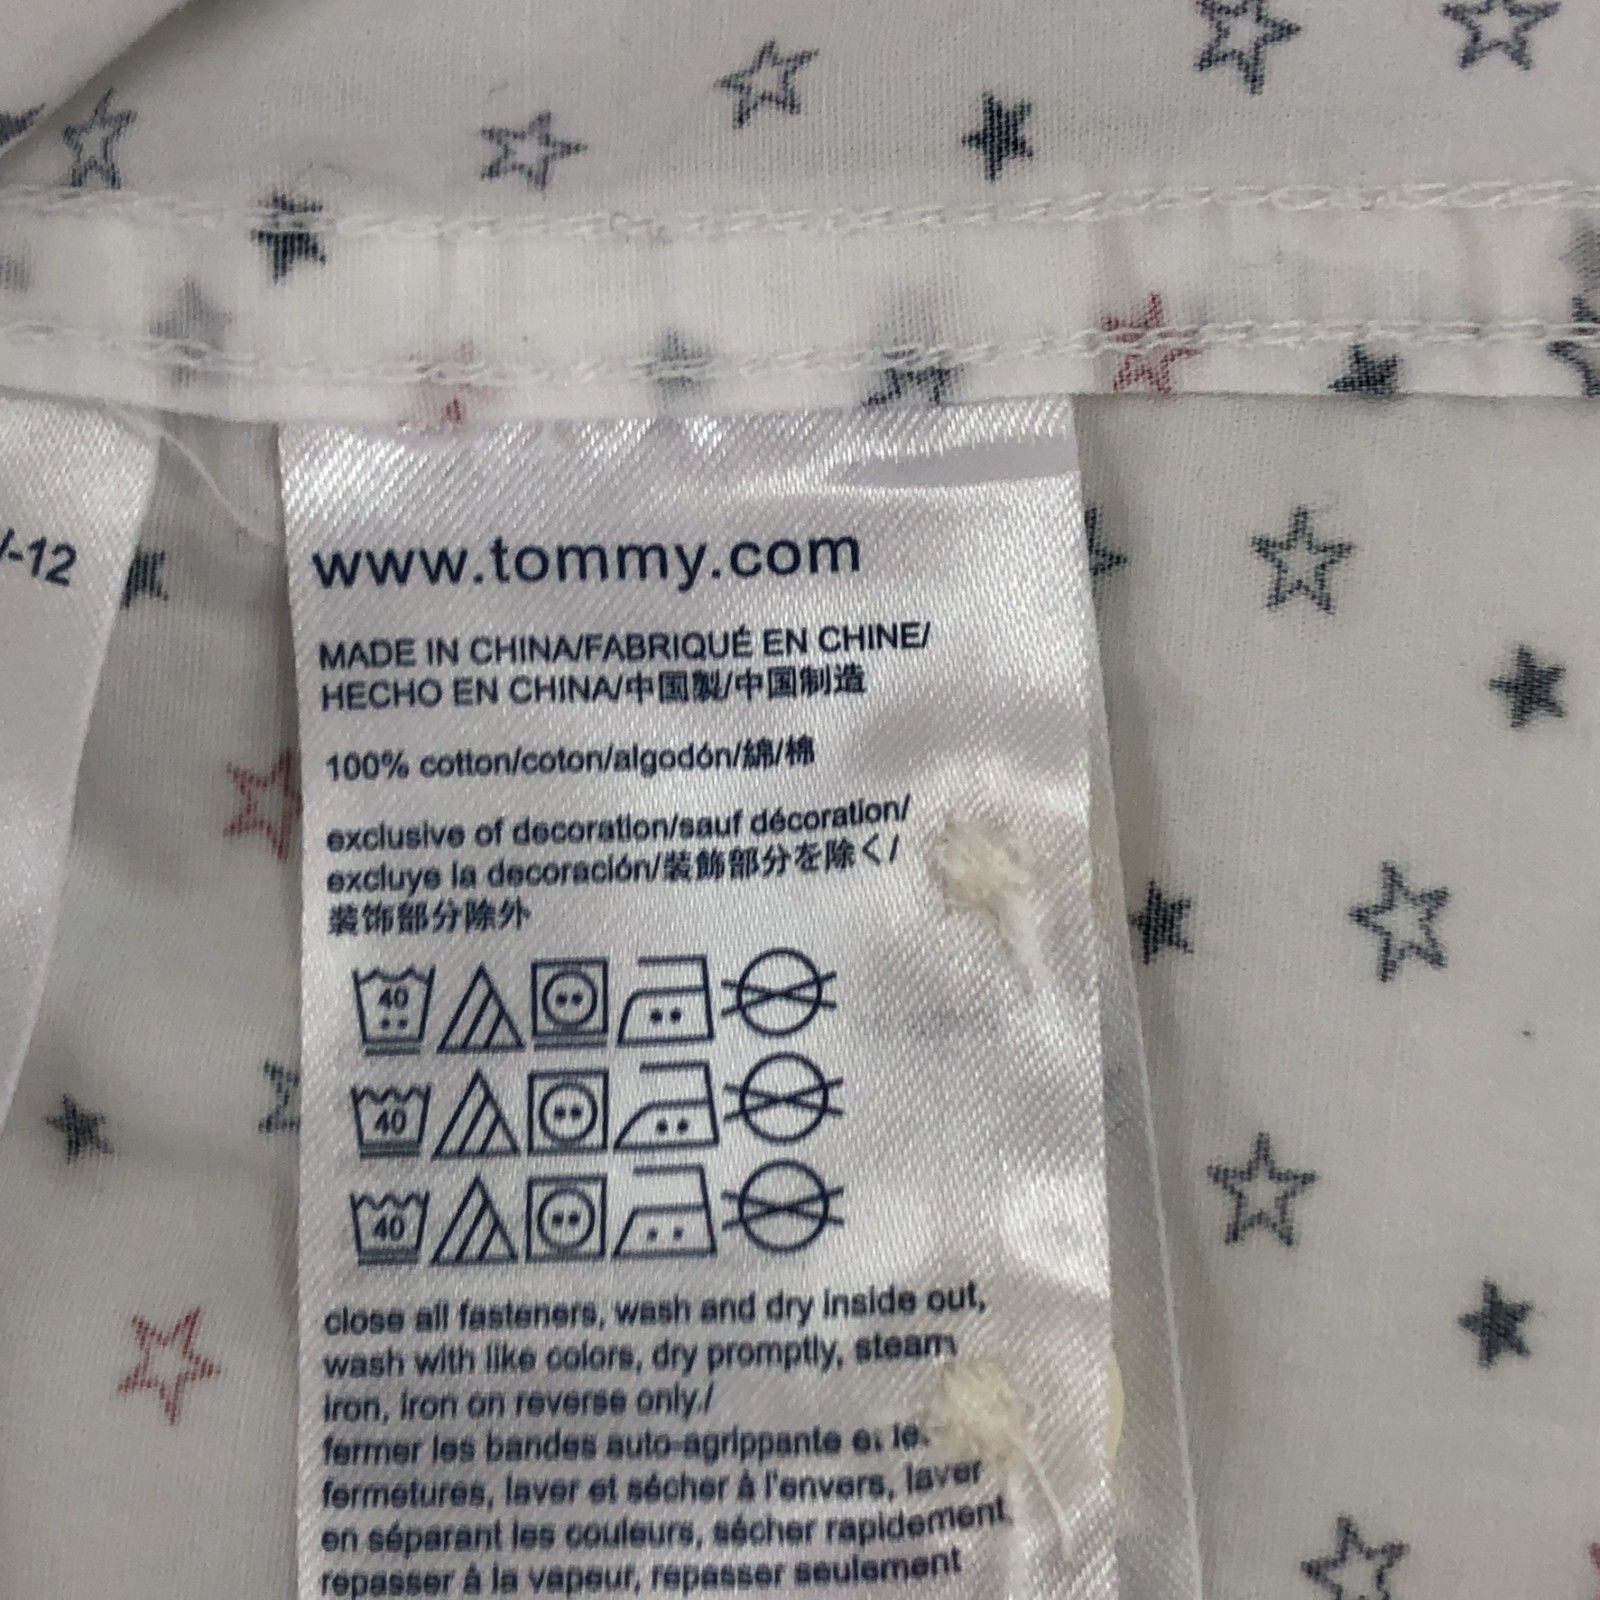 www.tommy.com
MADE IN CHINA/FABRIQUÉ EN CHINE/
HECHO EN CHINA/中国製/中国制造
100% cotton/coton/algodón/綿/棉
exclusive of decoration/sauf décoration/
excluye la decoración/装飾部分を除く/
装饰部分除外
40
40
40
close all fasteners, wash and dry inside out,
wash with like colors, dry promptly, steam
iron, iron on reverse only./
fermer les bandes auto-agrippante et
fermetures, laver et sécher à l'envers, laver
en séparant les couleurs, sécher rapidement,
repasser à la vapeur, repasser seulement
-12